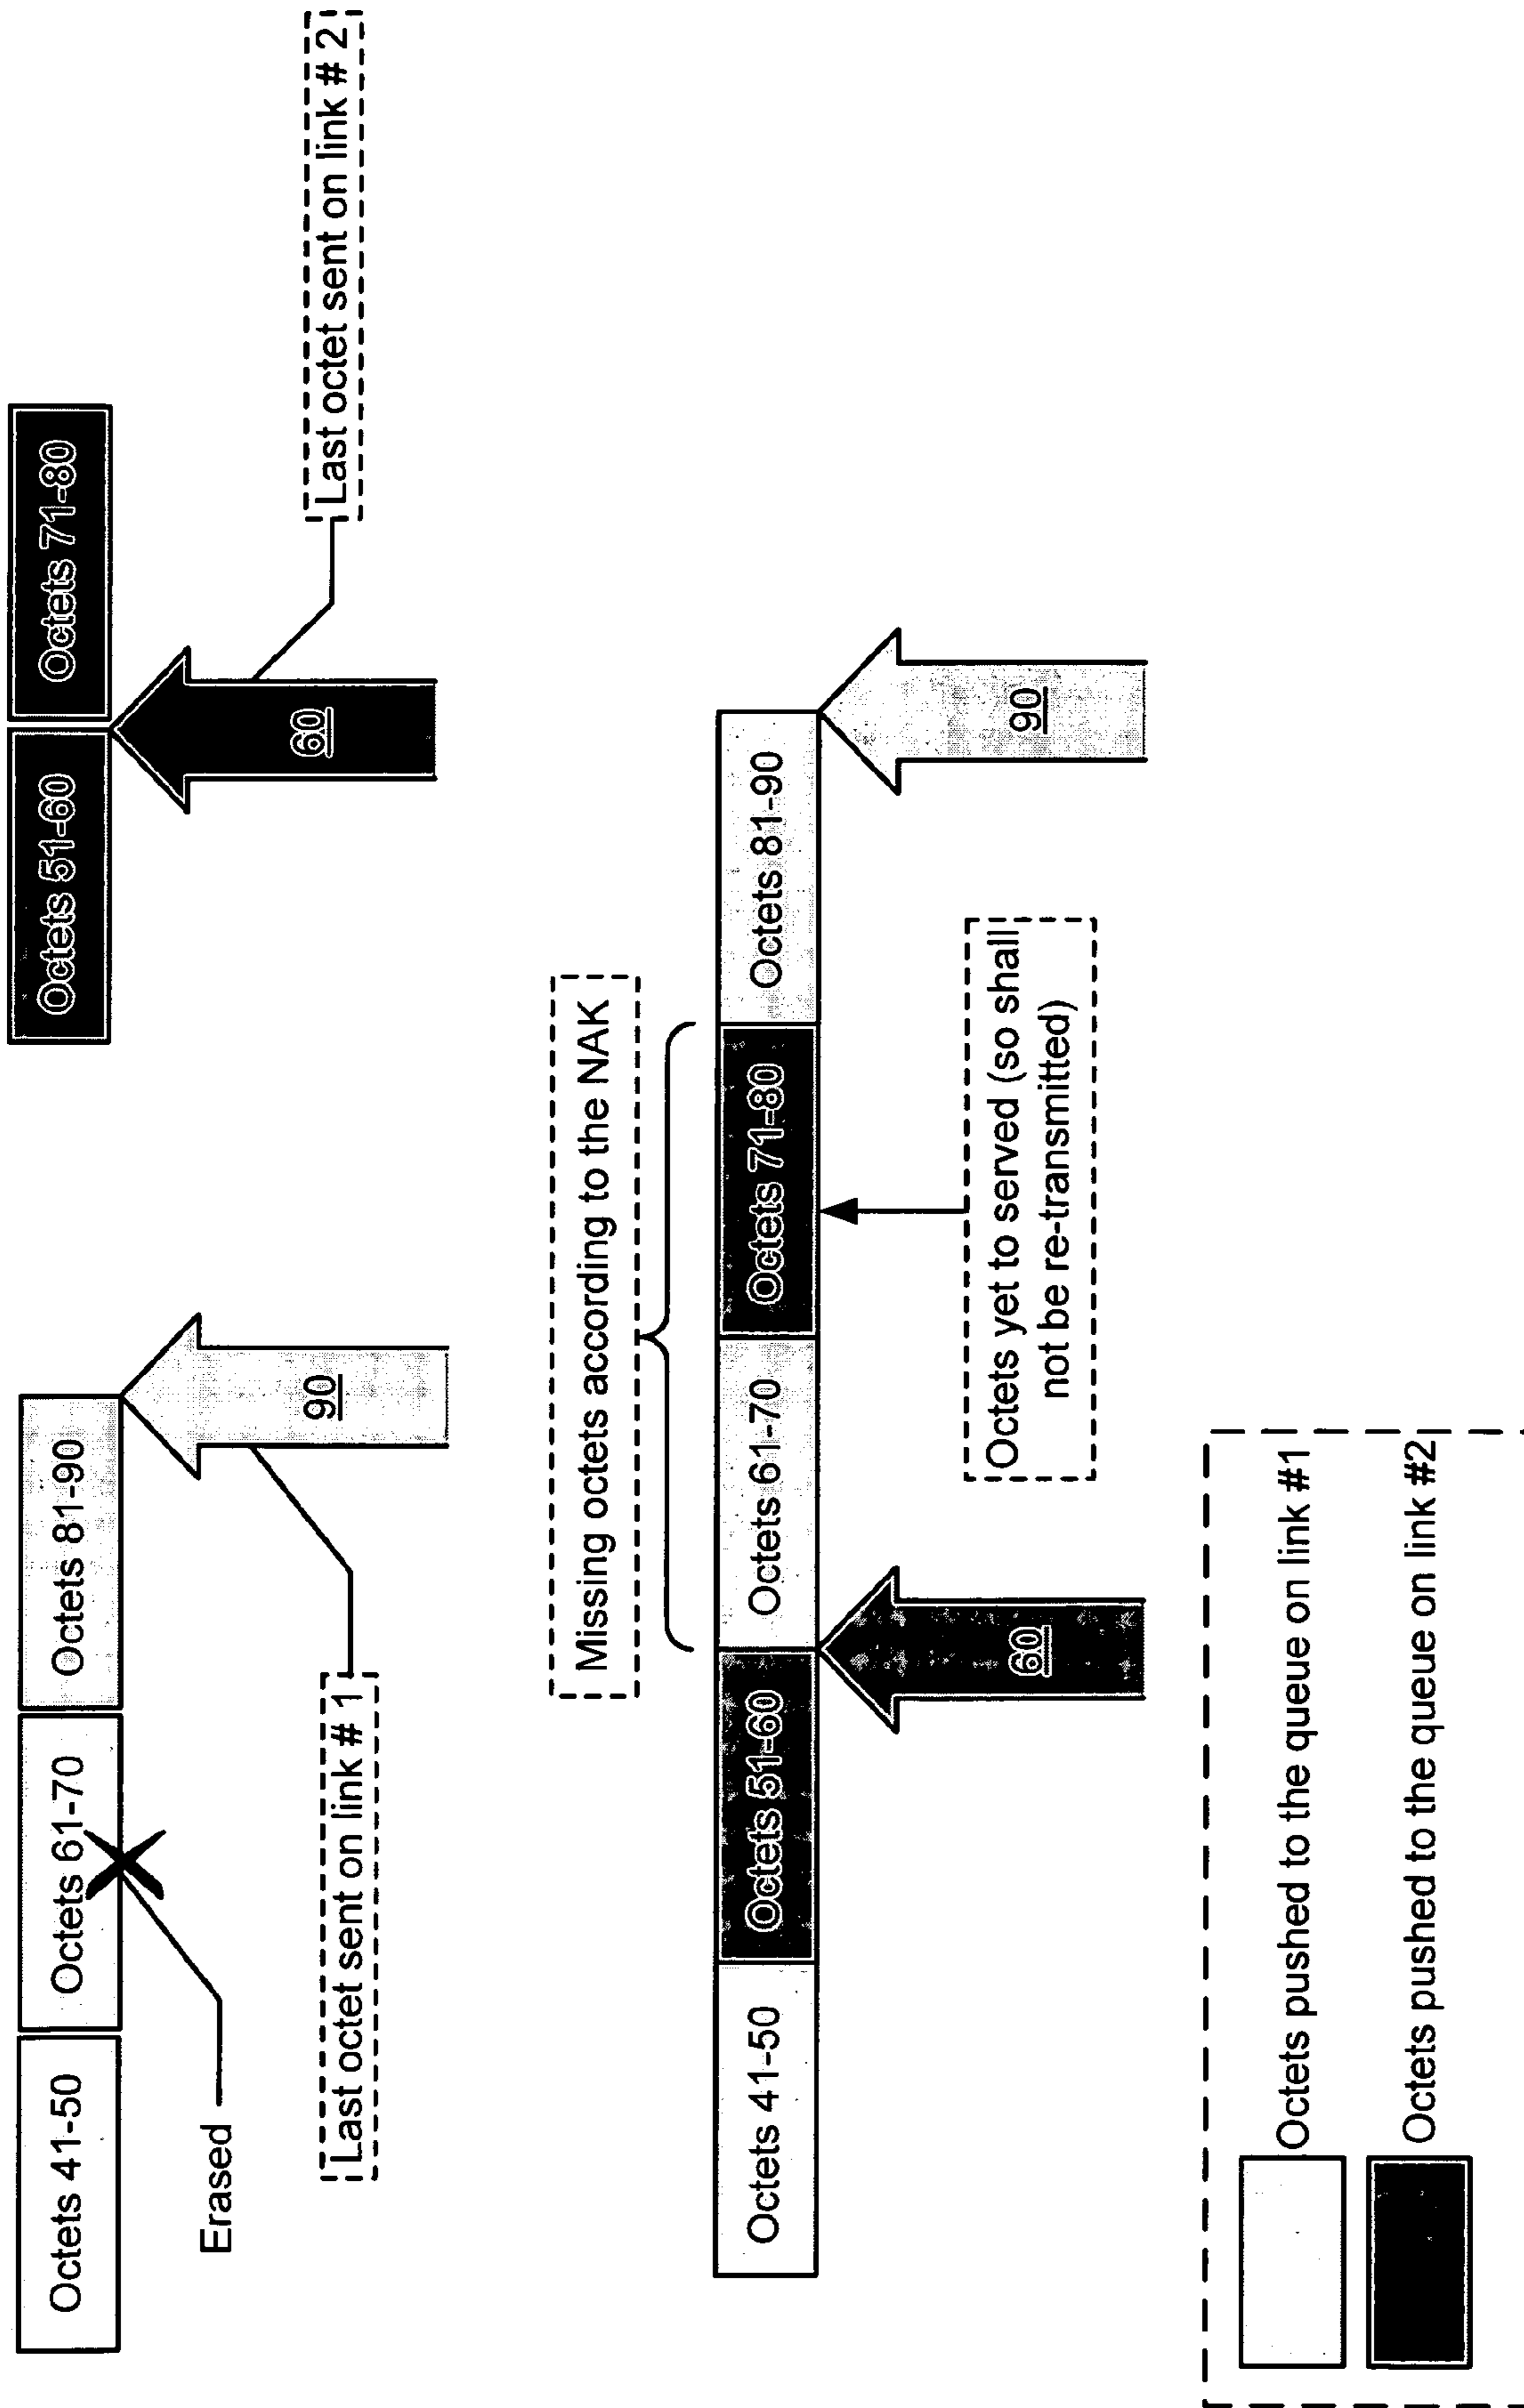 Octets 41-50
Octets 61-70
Octets 81-90
Octets 51-60
Octets 71-80
Erased
90
60
Last octet sent on link # 1
Last octet sent on link # 2
Missing octets according to the NAK
Octets 41-50
Octets 51-60
Octets 61-70
Octets 71-80
Octets 81-90
60
90
Octets yet to served (so shall
not be re-transmitted)
Octets pushed to the queue on link #1
Octets pushed to the queue on link #2